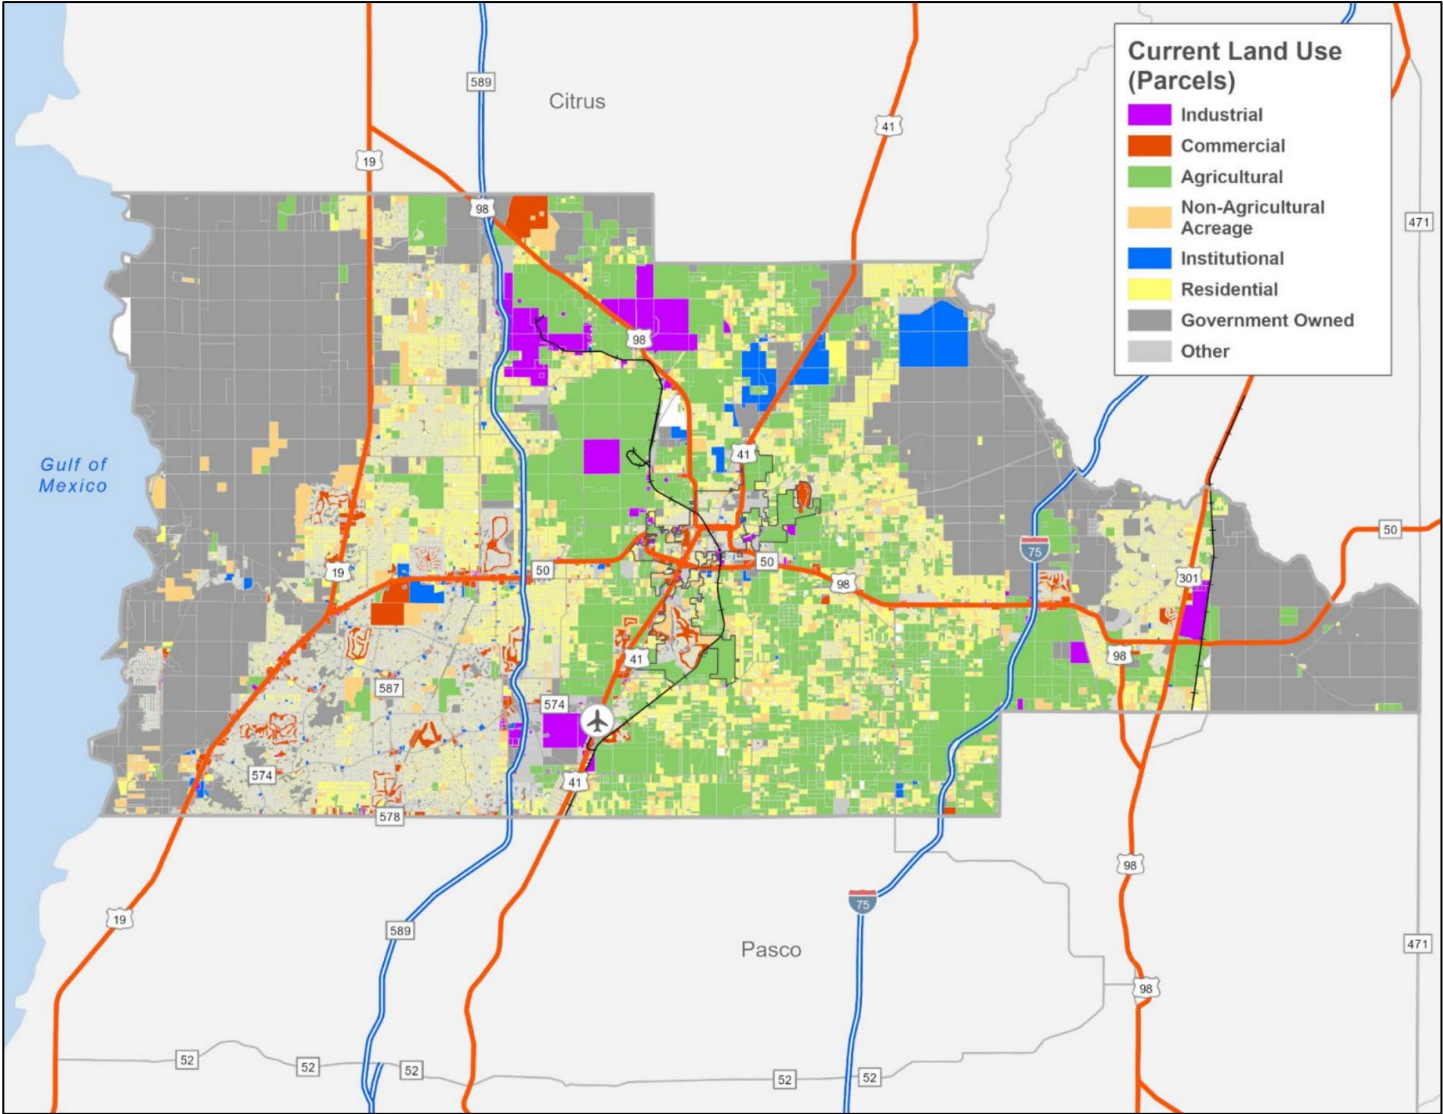 Current Land Use
(Parcels)
Industrial
Commercial
Agricultural
Non-Agricultural
Acreage
Institutional
Residential
Government Owned
Other
589
Citrus
41
19
98
471
98
Gulf of
Mexico
41
50
19
50
50
75
98
301
41
98
587
574
574
41
578
98
75
19
589
Pasco
471
98
52
52
52
52
52